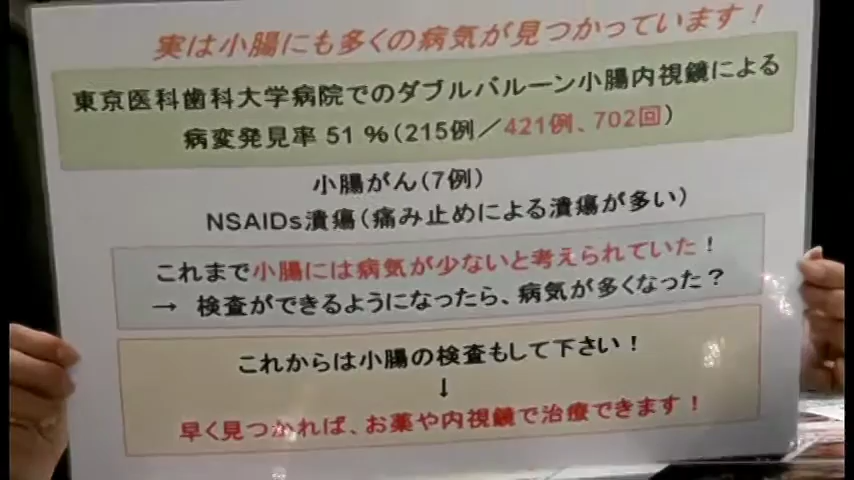 実は小腸にも多くの病気が見つかっています！
東京医科歯科大学病院でのダブルバルーン小腸内視鏡による
病変発見率 51 %（215例／421例、702回）
小腸がん（7例）
NSAIDs潰瘍（痛み止めによる潰瘍が多い）
これまで小腸には病気が少ないと考えられていた！
→ 検査ができるようになったら、病気が多くなった？
これからは小腸の検査もして下さい！
↓
早く見つかれば、お薬や内視鏡で治療できます！